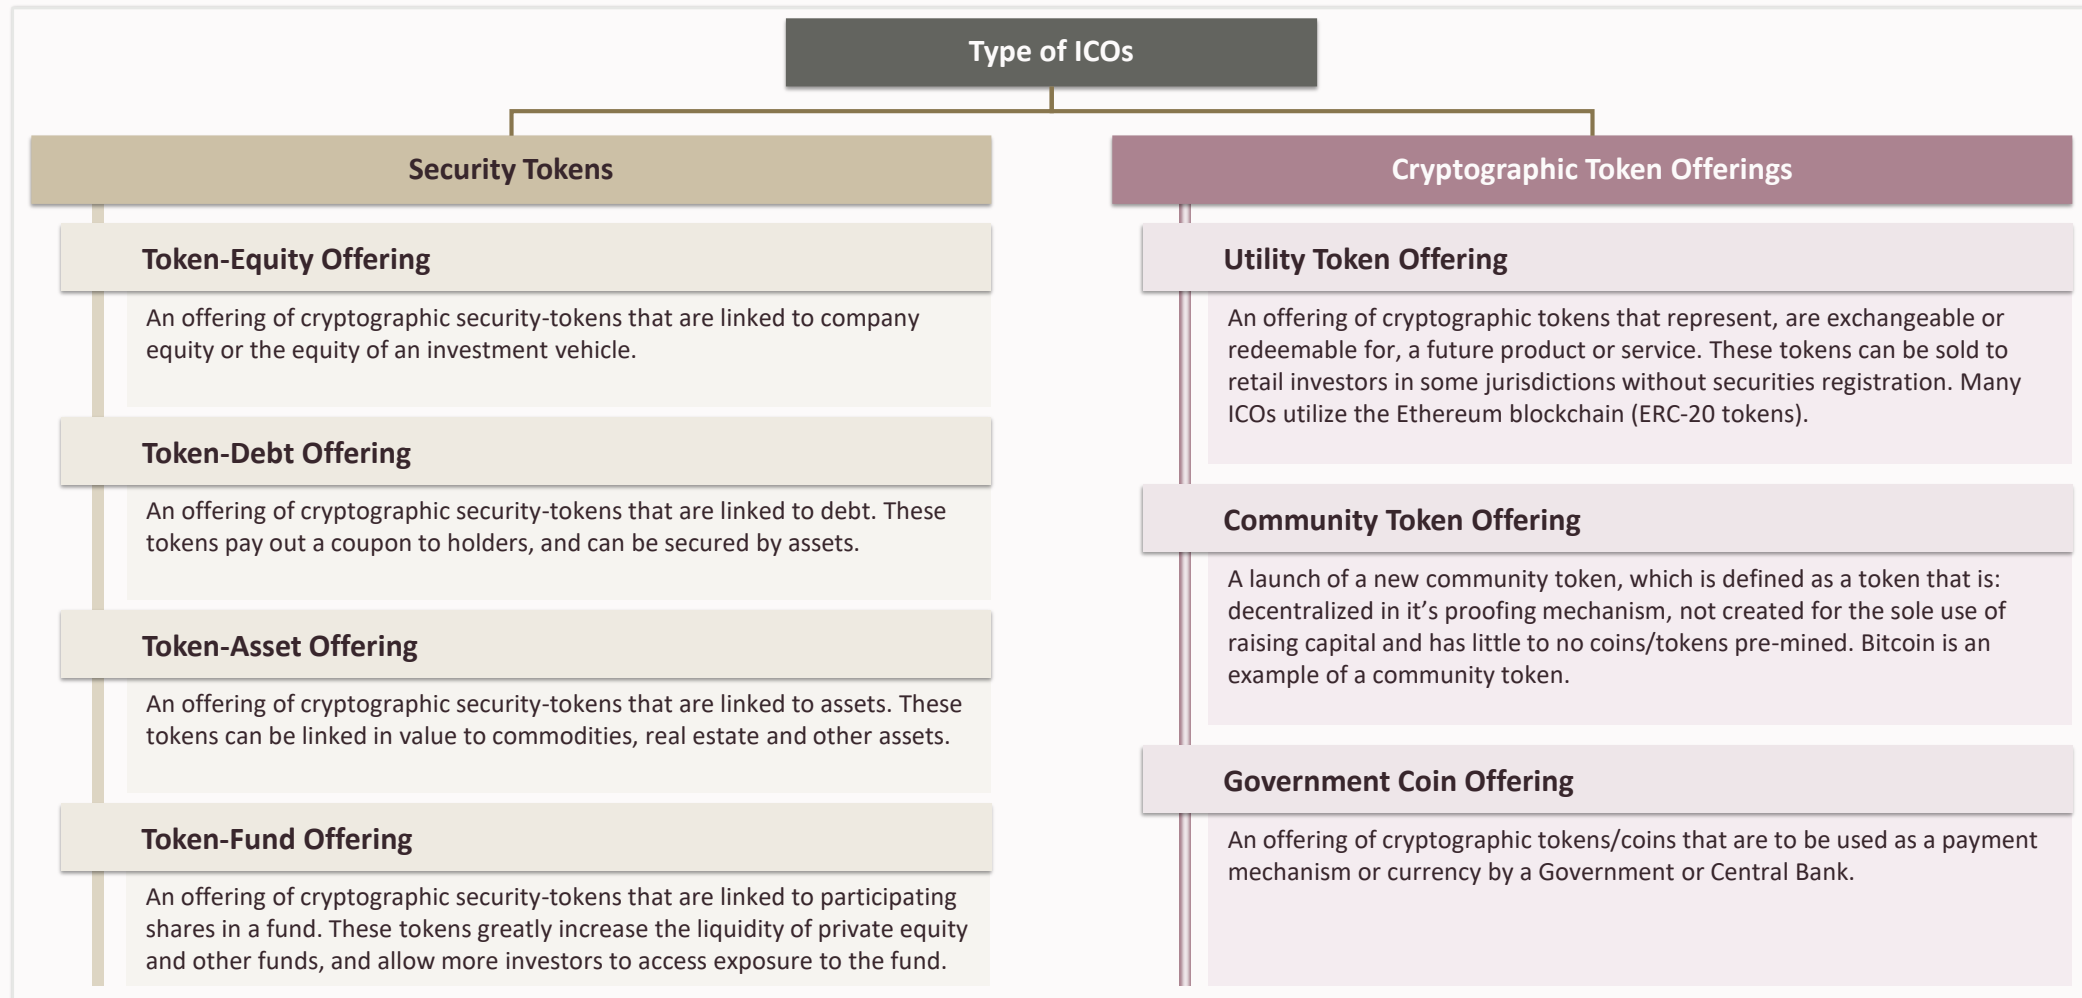 Type of ICOs
Security Tokens
Token-Equity Offering
An offering of cryptographic security-tokens that are linked to company
equity or the equity of an investment vehicle.
Token-Debt Offering
An offering of cryptographic security-tokens that are linked to debt. These
tokens pay out a coupon to holders, and can be secured by assets.
Token-Asset Offering
An offering of cryptographic security-tokens that are linked to assets. These
tokens can be linked in value to commodities, real estate and other assets.
Token-Fund Offering
An offering of cryptographic security-tokens that are linked to participating
shares in a fund. These tokens greatly increase the liquidity of private equity
and other funds, and allow more investors to access exposure to the fund.
Cryptographic Token Offerings
Utility Token Offering
An offering of cryptographic tokens that represent, are exchangeable or
redeemable for, a future product or service. These tokens can be sold to
retail investors in some jurisdictions without securities registration. Many
ICOs utilize the Ethereum blockchain (ERC-20 tokens).
Community Token Offering
A launch of a new community token, which is defined as a token that is:
decentralized in it’s proofing mechanism, not created for the sole use of
raising capital and has little to no coins/tokens pre-mined. Bitcoin is an
example of a community token.
Government Coin Offering
An offering of cryptographic tokens/coins that are to be used as a payment
mechanism or currency by a Government or Central Bank.